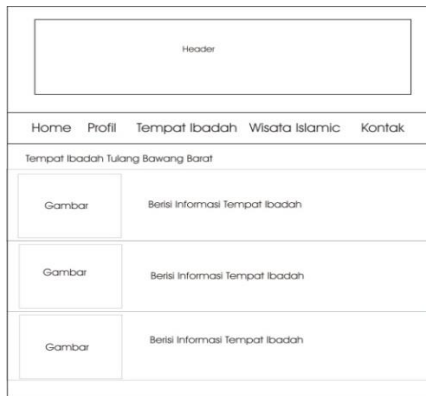 Header
Home Profil Tempat Ibadah Wisata Islamic Kontak
Tempat Ibadah Tulang Bawang Barat
Gambar Berisi Informasi Tempat Ibadah
Gambar Berisi Informasi Tempat Ibadah
Gambar Berisi Informasi Tempat Ibadah